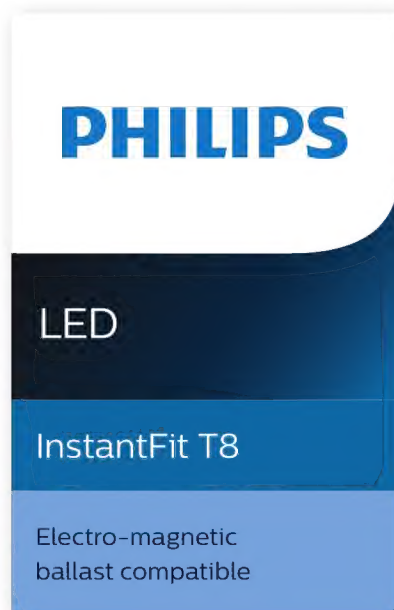 PHILIPS
LED
InstantFit T8
Electro-magnetic
ballast compatible